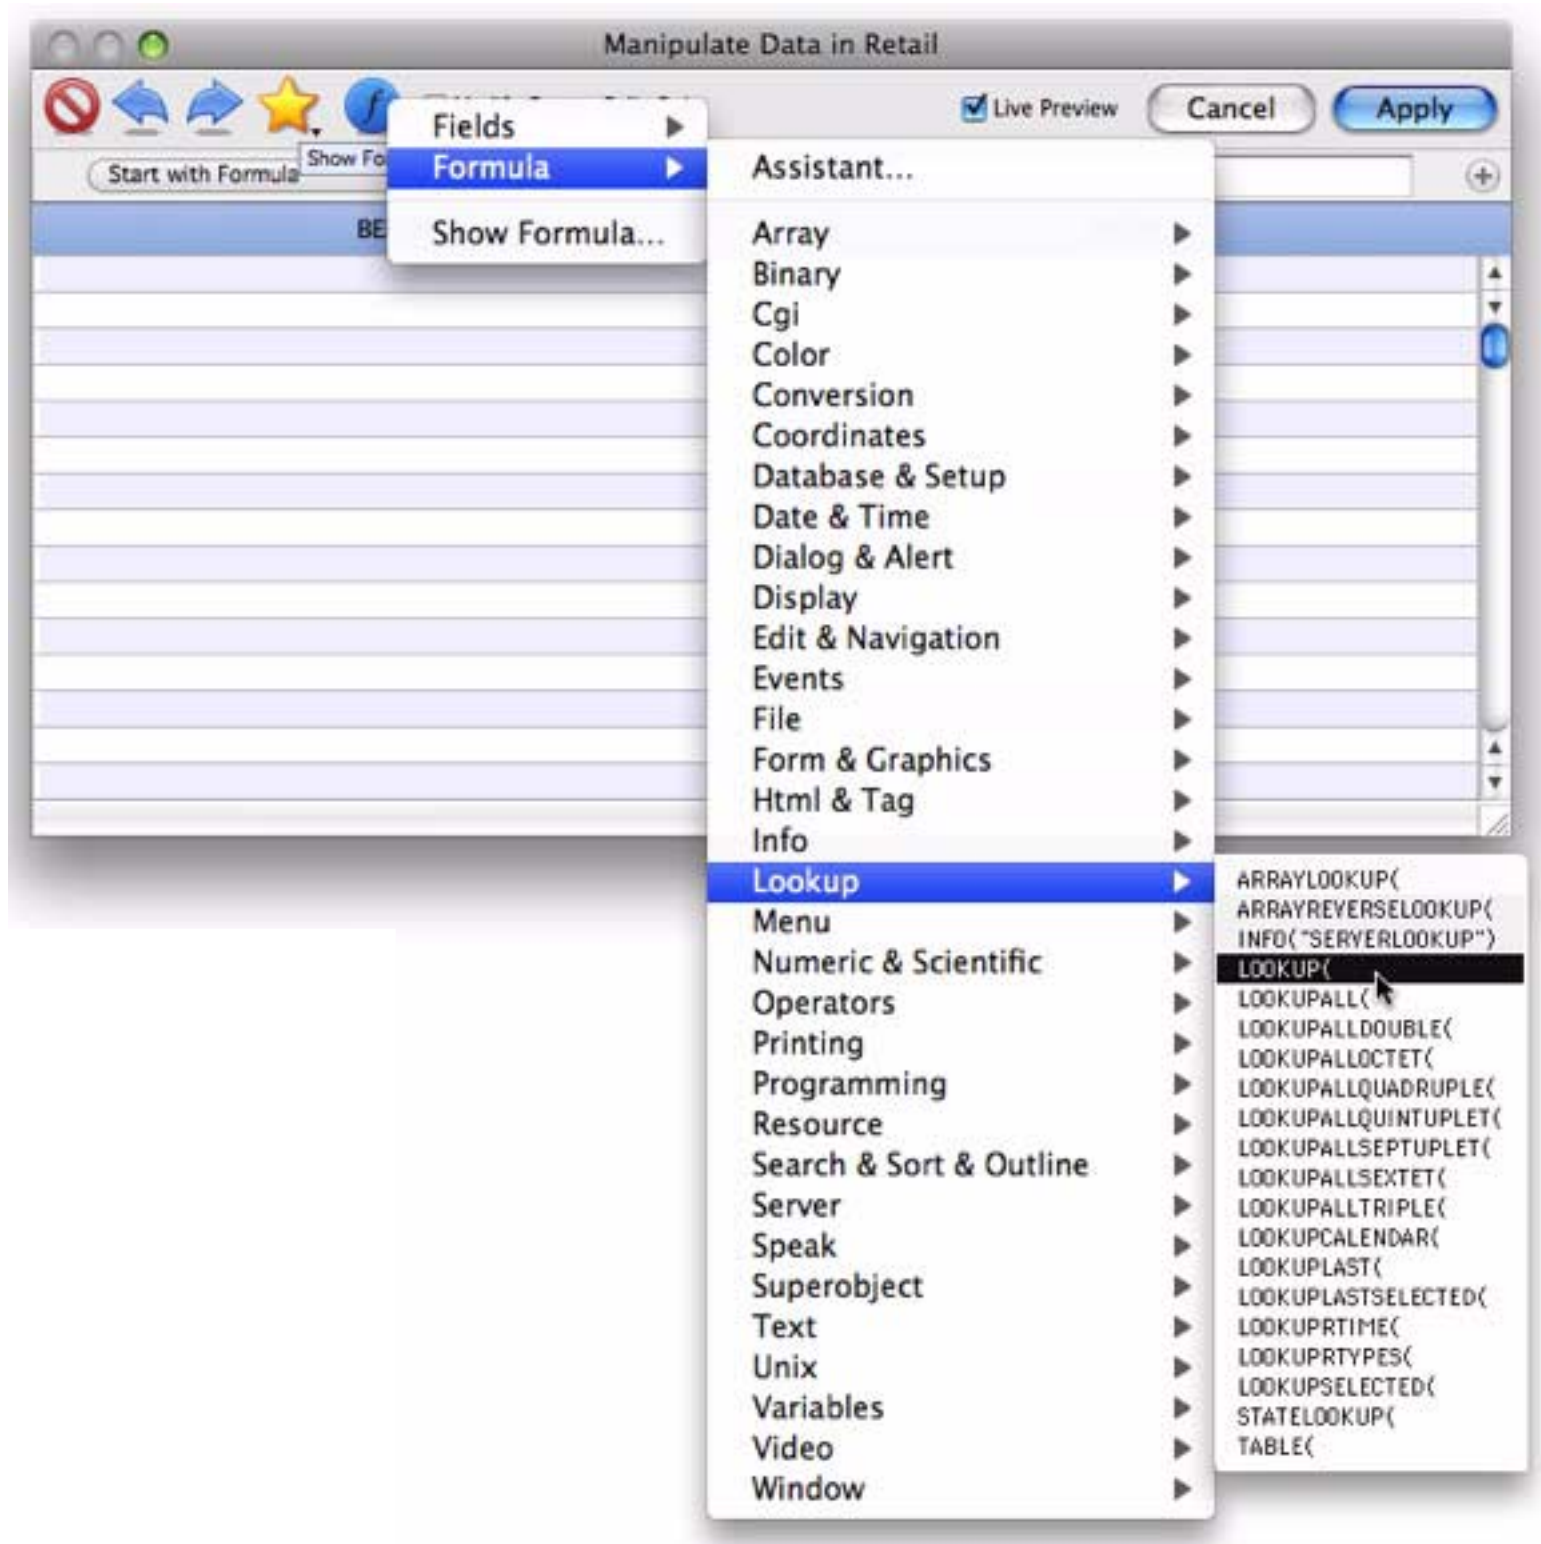 Manipulate Data in Retail
Live Preview
Cancel
Apply
Start with Formula
Show Fo
BE
Fields
Formula
Show Formula...
Assistant...
Array
Binary
Cgi
Color
Conversion
Coordinates
Database & Setup
Date & Time
Dialog & Alert
Display
Edit & Navigation
Events
File
Form & Graphics
Html & Tag
Info
Lookup
Menu
Numeric & Scientific
Operators
Printing
Programming
Resource
Search & Sort & Outline
Server
Speak
Superobject
Text
Unix
Variables
Video
Window
ARRAYLOOKUP(
ARRAYREVERSELOOKUP(
INFO("SERVERLOOKUP")
LOOKUP(
LOOKUPALL(
LOOKUPALLDOUBLE(
LOOKUPALLOCTET(
LOOKUPALLQUADRUPLE(
LOOKUPALLQUINTUPLET(
LOOKUPALLSEPTUPLET(
LOOKUPALLSEXTET(
LOOKUPALLTRIPLE(
LOOKUPCALENDAR(
LOOKUPLAST(
LOOKUPLASTSELECTED(
LOOKUPRTIME(
LOOKUPRTYPES(
LOOKUPSELECTED(
STATELOOKUP(
TABLE(